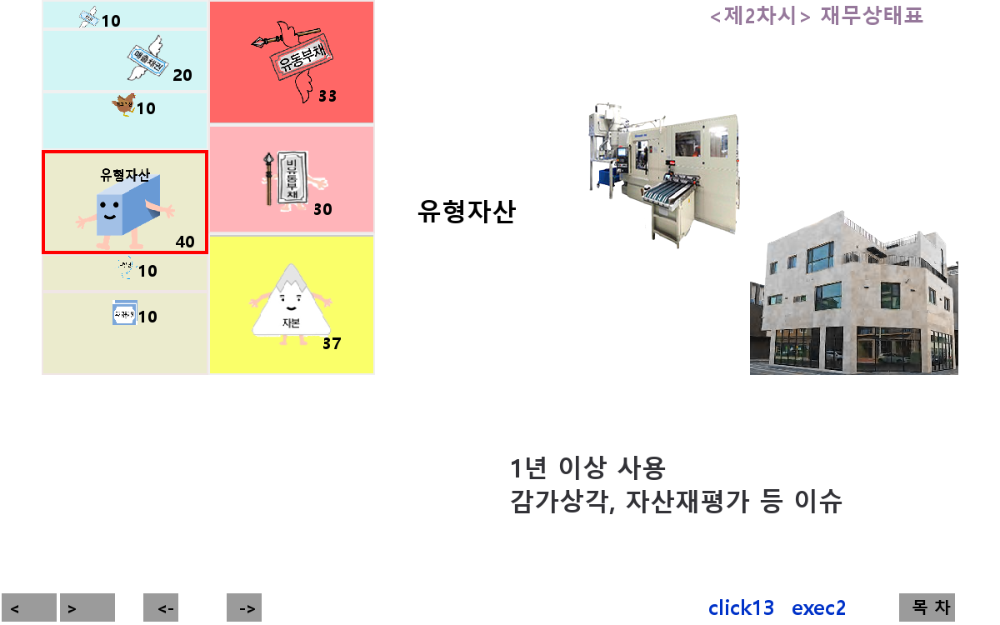 <제2차시> 재무상태표
10
매출채권
20
10
유형자산
40
10
10
유동부채
33
비유동부채
30
자본
37
유형자산
1년 이상 사용
감가상각, 자산재평가 등 이슈
<
>
<-
->
click13
exec2
목 차